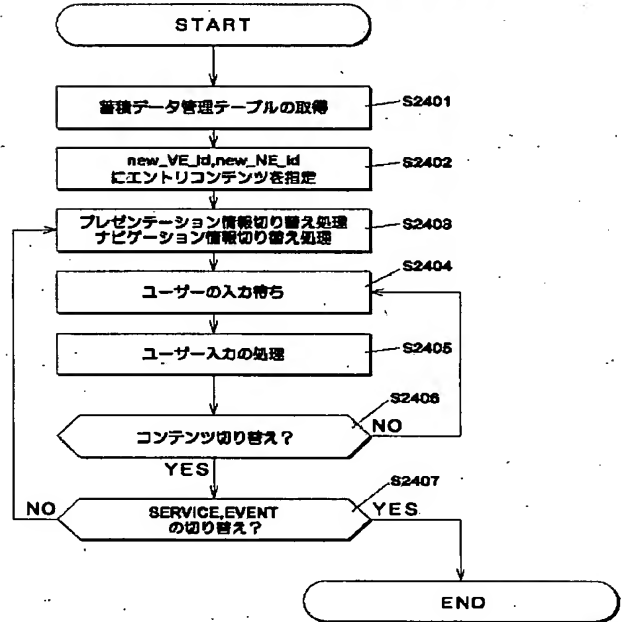 START
蓄積データ管理テーブルの取得
S2401
new_VE_id,new_NE_id
にエントリコンテンツを指定
S2402
プレゼンテーション情報切り替え処理
ナビゲーション情報切り替え処理
S2403
S2404
ユーザーの入力待ち
ユーザー入力の処理
S2405
S2406
コンテンツ切り替え?
NO
YES
S2407
NO
SERVICE,EVENT
の切り替え?
YES
END